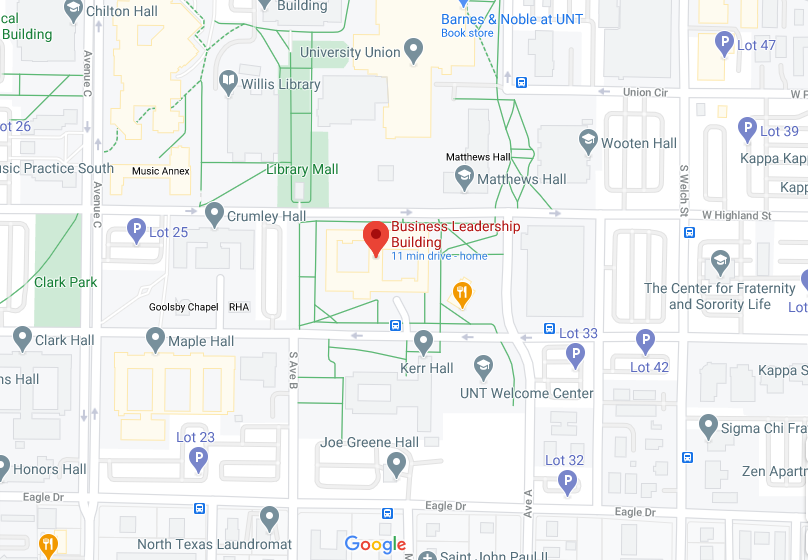 Chilton Hall
Building
Barnes & Noble at UNT
Book store
cal
Building
Lot 47
University Union
Avenue C
Willis Library
Union Cir
W F
Lot 39
ot 26
Wooten Hall
Kappa Kappa
Matthews Hall
usic Practice South
Music Annex
Library Mall
Matthews Hall
S Welch St
Kappa
Avenue C
Crumley Hall
W Highland St
Lot 25
Business Leadership
Building
11 min drive - home
Clark Park
The Center for Fraternity
and Sorority Life
Goolsby Chapel
RHA
Lot
Clark Hall
Maple Hall
Lot 33
Kerr Hall
Lot 42
S Ave B
ns Hall
Kappa S
UNT Welcome Center
Lot 23
Sigma Chi Fra
Joe Greene Hall
Honors Hall
Lot 32
Zen Apartm
Eagle Dr
Eagle Dr
Ave A
Eagle Dr
North Texas Laundromat
Google
Saint John Paul II